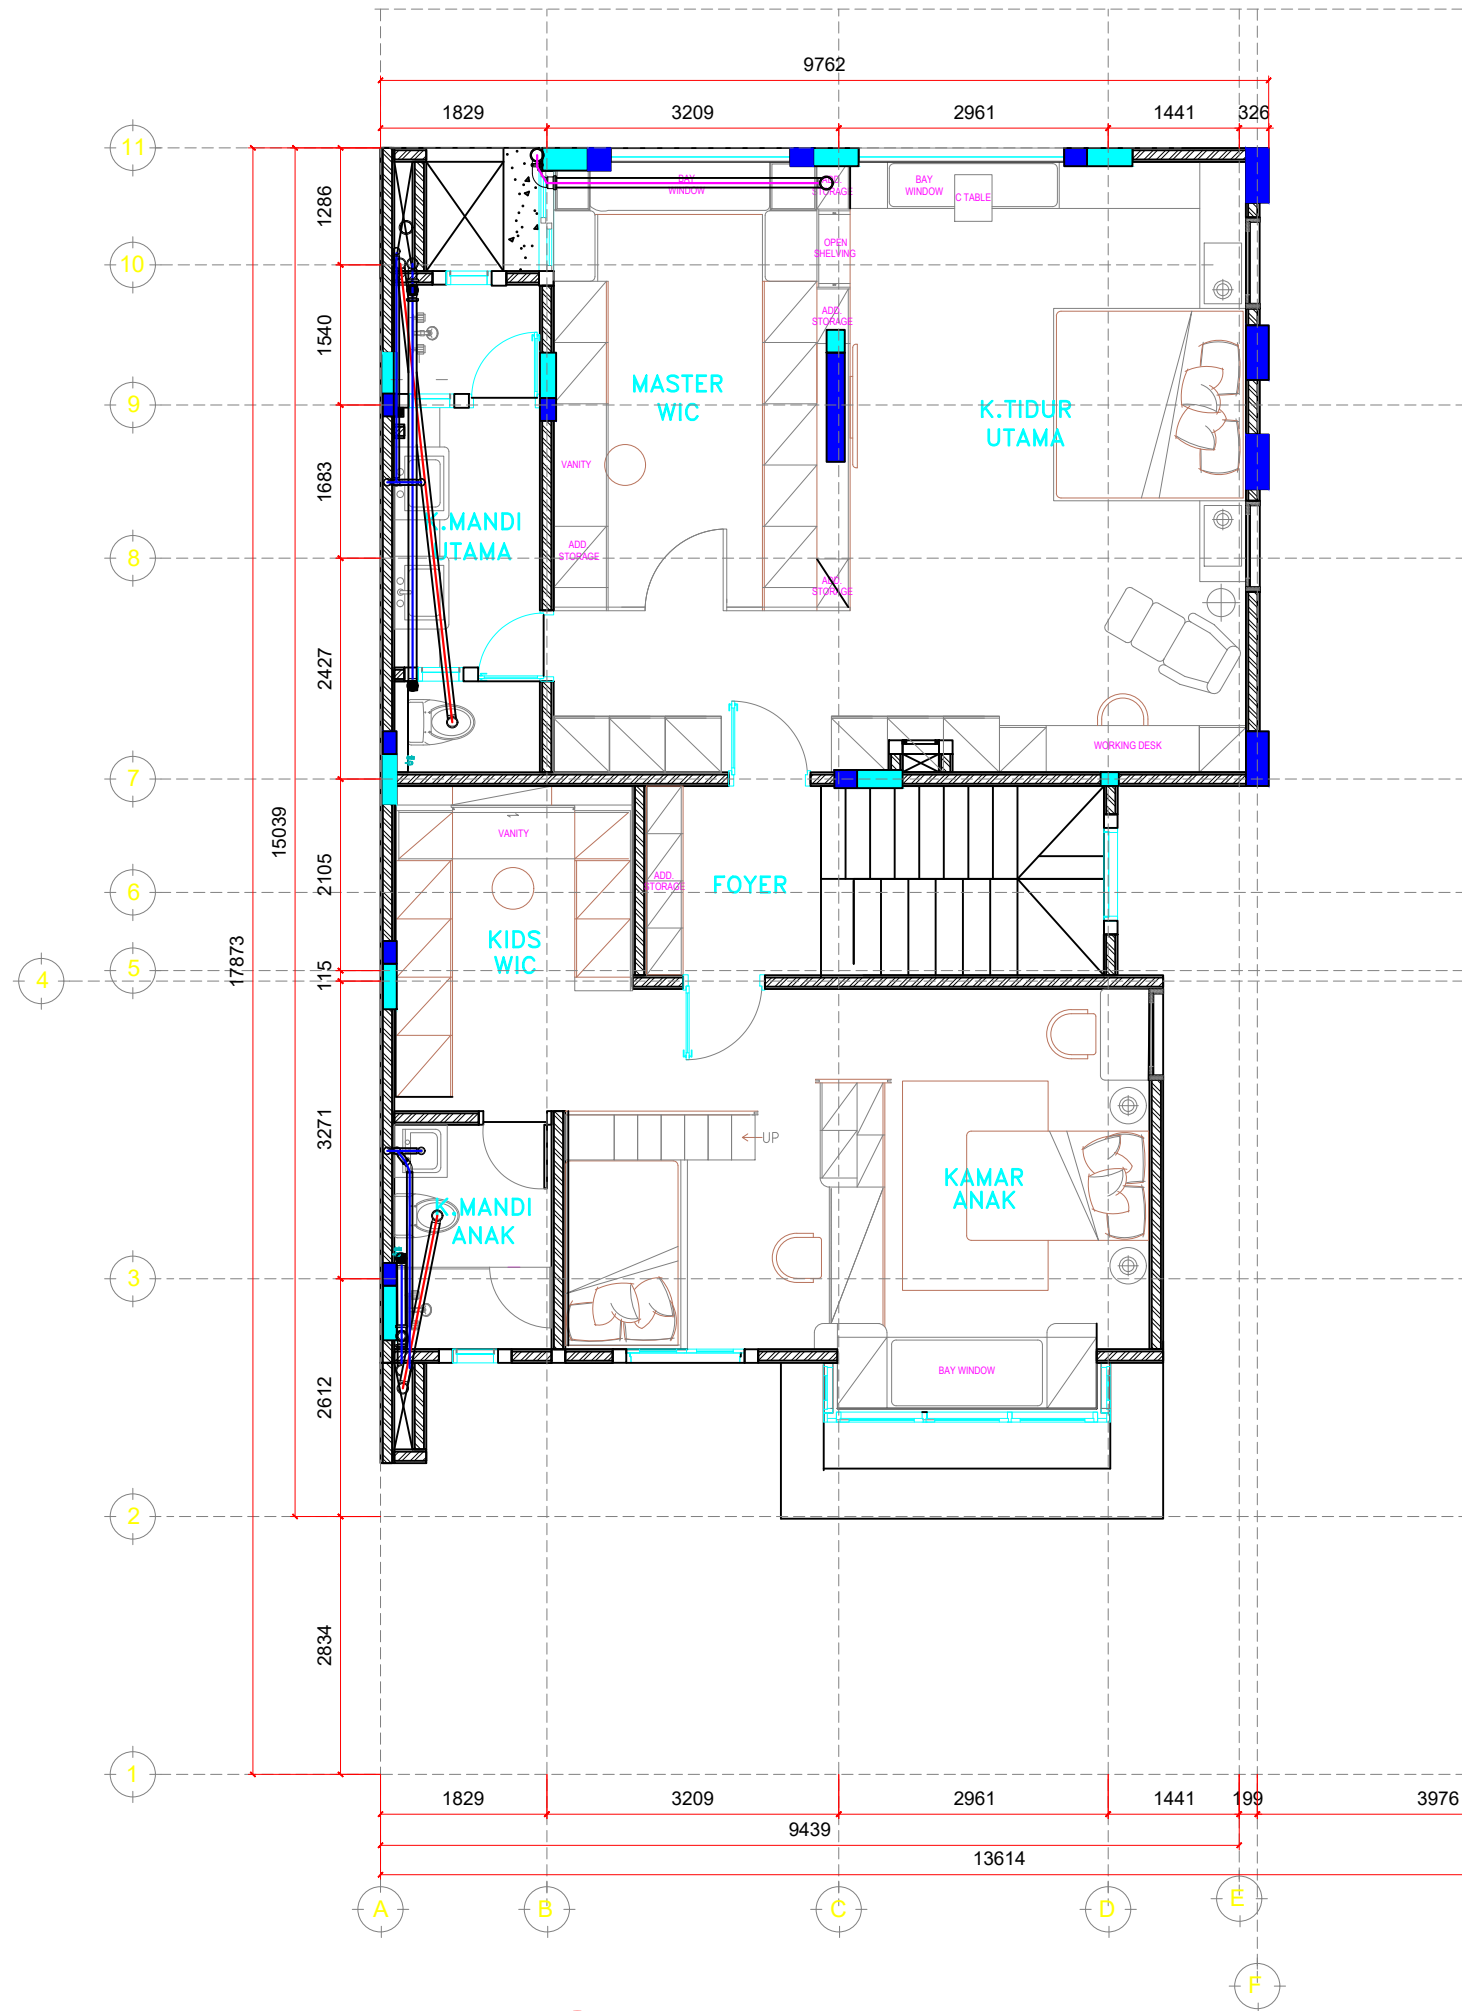 9762
1829
3209
2961
1441
326
11
1286
10
1540
9
1683
8
2427
7
15039
2105
6
5
115
4
17873
3271
3
2612
2
2834
1
BAY
WINDOW
STORAGE
BAY
WINDOW
C TABLE
OPEN
SHELVING
ADD.
STORAGE
MASTER
WIC
K.TIDUR
UTAMA
VANITY
K.MANDI
UTAMA
ADD.
STORAGE
ADD.
STORAGE
WORKING DESK
VANITY
ADD.
STORAGE
FOYER
KIDS
WIC
UP
K.MANDI
ANAK
KAMAR
ANAK
BAY WINDOW
1829
3209
2961
1441
199
3976
9439
13614
A
B
C
D
E
F